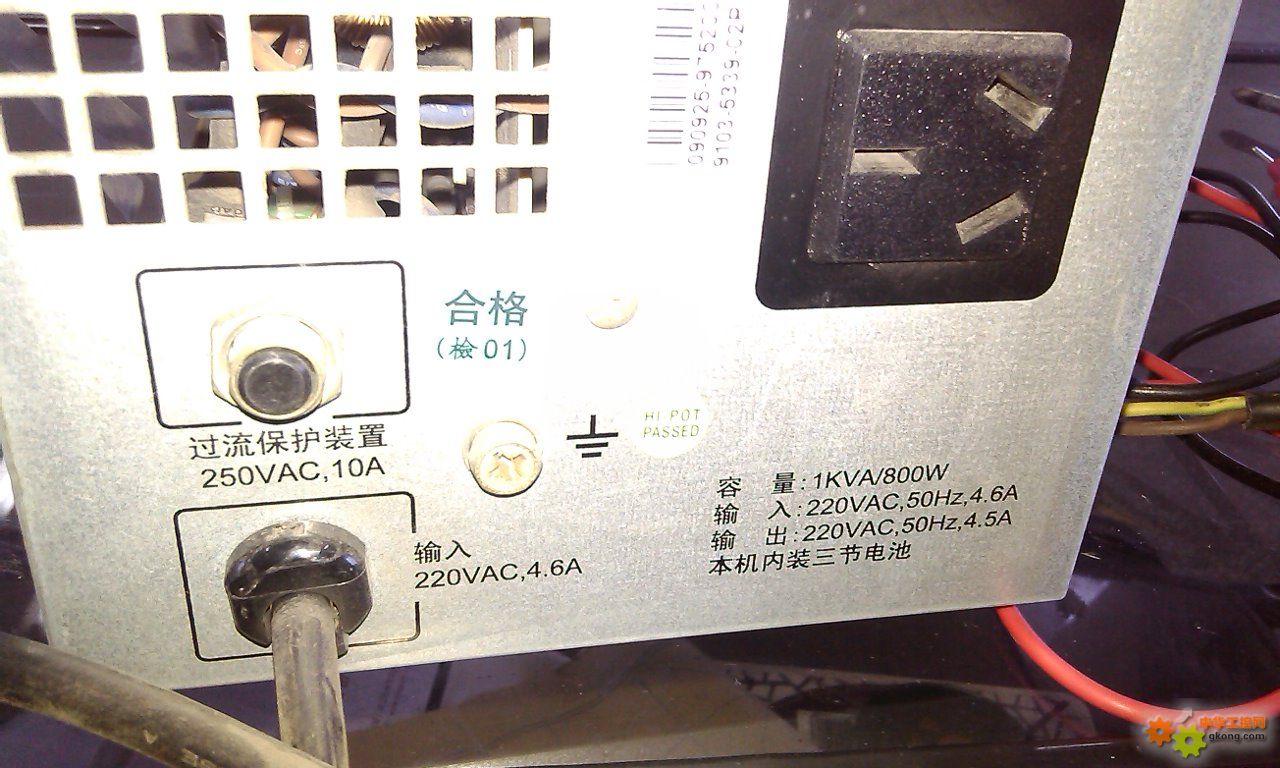 9103-5339-02P
合格
(檢01)
HI POT
PASSED
过流保护装置
250VAC,10A
容 量:1KVA/800W
输 入:220VAC,50Hz,4.6A
输 出:220VAC,50Hz,4.5A
本机内装三节电池
输入
220VAC,4.6A
中华工控网
gkong.com